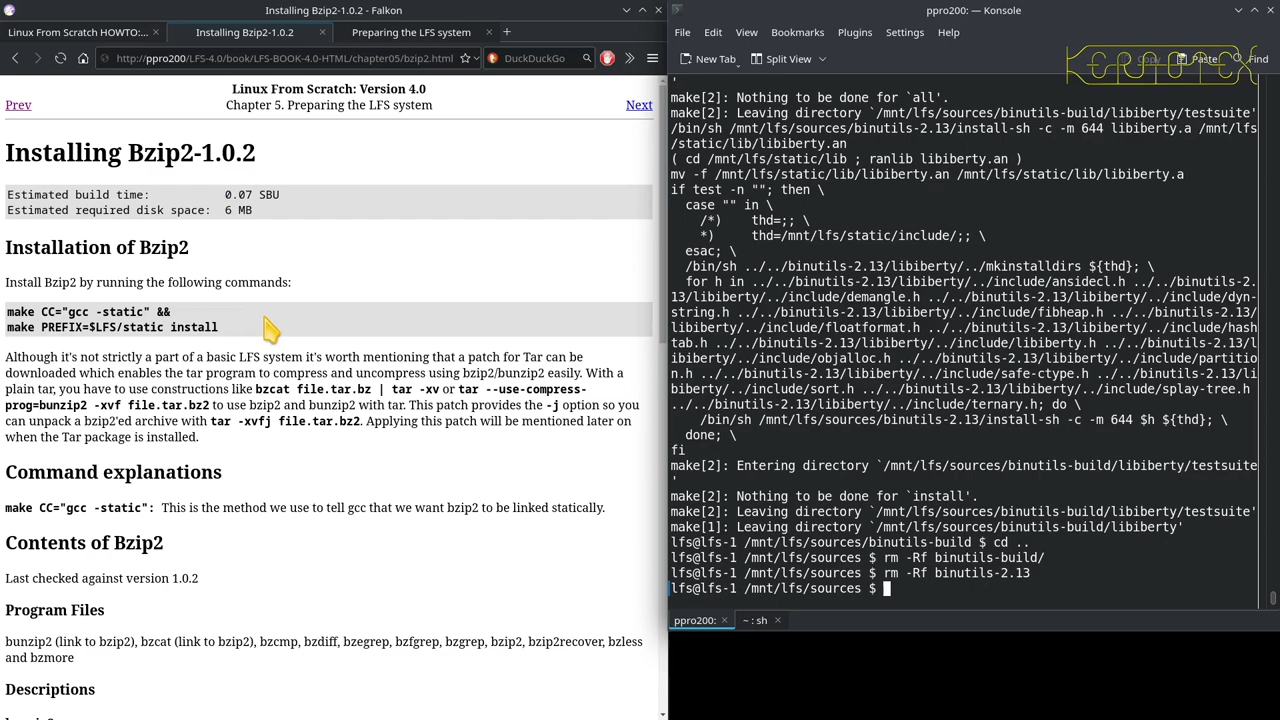 Installing Bzip2-1.0.2 - Falkon
Linux From Scratch HOWTO:...
Installing Bzip2-1.0.2
Preparing the LFS system
http://ppro200/LFS-4.0/book/LFS-BOOK-4.0-HTML/chapter05/bzip2.html
DuckDuckGo
Linux From Scratch: Version 4.0
Prev
Chapter 5. Preparing the LFS system
Next
Installing Bzip2-1.0.2
Estimated build time: 0.07 SBU
Estimated required disk space: 6 MB
Installation of Bzip2
Install Bzip2 by running the following commands:
make CC="gcc -static" &&
make PREFIX=$LFS/static install
Although it's not strictly a part of a basic LFS system it's worth mentioning that a patch for Tar can be
downloaded which enables the tar program to compress and uncompress using bzip2/bunzip2 easily. With a
plain tar, you have to use constructions like bzcat file.tar.bz | tar -xv or tar --use-compress-
prog=bunzip2 -xvf file.tar.bz2 to use bzip2 and bunzip2 with tar. This patch provides the -j option so you
can unpack a bzip2'ed archive with tar -xvfj file.tar.bz2. Applying this patch will be mentioned later on
when the Tar package is installed.
Command explanations
make CC="gcc -static": This is the method we use to tell gcc that we want bzip2 to be linked statically.
Contents of Bzip2
Last checked against version 1.0.2
Program Files
bunzip2 (link to bzip2), bzcat (link to bzip2), bzcmp, bzdiff, bzegrep, bzfgrep, bzgrep, bzip2, bzip2recover, bzless
and bzmore
Descriptions
ppro200: — Konsole
File Edit View Bookmarks Plugins Settings Help
New Tab Split View Copy Paste Find
'
make[2]: Nothing to be done for `all'.
make[2]: Leaving directory `/mnt/lfs/sources/binutils-build/libiberty/testsuite'
/bin/sh /mnt/lfs/sources/binutils-2.13/install-sh -c -m 644 libiberty.a /mnt/lfs
/static/lib/libiberty.an
( cd /mnt/lfs/static/lib ; ranlib libiberty.an )
mv -f /mnt/lfs/static/lib/libiberty.an /mnt/lfs/static/lib/libiberty.a
if test -n ""; then \
case "" in \
/*) thd=;; \
*) thd=/mnt/lfs/static/include/;; \
esac; \
/bin/sh ../../binutils-2.13/libiberty/../mkinstalldirs ${thd}; \
for h in ../../binutils-2.13/libiberty/../include/ansidecl.h ../../binutils-2.
13/libiberty/../include/demangle.h ../../binutils-2.13/libiberty/../include/dyn-
string.h ../../binutils-2.13/libiberty/../include/fibheap.h ../../binutils-2.13/
libiberty/../include/floatformat.h ../../binutils-2.13/libiberty/../include/hash
tab.h ../../binutils-2.13/libiberty/../include/libiberty.h ../../binutils-2.13/l
ibiberty/../include/objalloc.h ../../binutils-2.13/libiberty/../include/partitio
n.h ../../binutils-2.13/libiberty/../include/safe-ctype.h ../../binutils-2.13/li
biberty/../include/sort.h ../../binutils-2.13/libiberty/../include/splay-tree.h
../../binutils-2.13/libiberty/../include/ternary.h; do \
/bin/sh ../../binutils-2.13/install-sh -c -m 644 $h ${thd}; \
done; \
fi
make[2]: Entering directory `/mnt/lfs/sources/binutils-build/libiberty/testsuite
'
make[2]: Nothing to be done for `install'.
make[2]: Leaving directory `/mnt/lfs/sources/binutils-build/libiberty/testsuite'
make[1]: Leaving directory `/mnt/lfs/sources/binutils-build/libiberty'
lfs@lfs-1 /mnt/lfs/sources/binutils-build $ cd ..
lfs@lfs-1 /mnt/lfs/sources $ rm -Rf binutils-build/
lfs@lfs-1 /mnt/lfs/sources $ rm -Rf binutils-2.13
lfs@lfs-1 /mnt/lfs/sources $
ppro200:
~ : sh